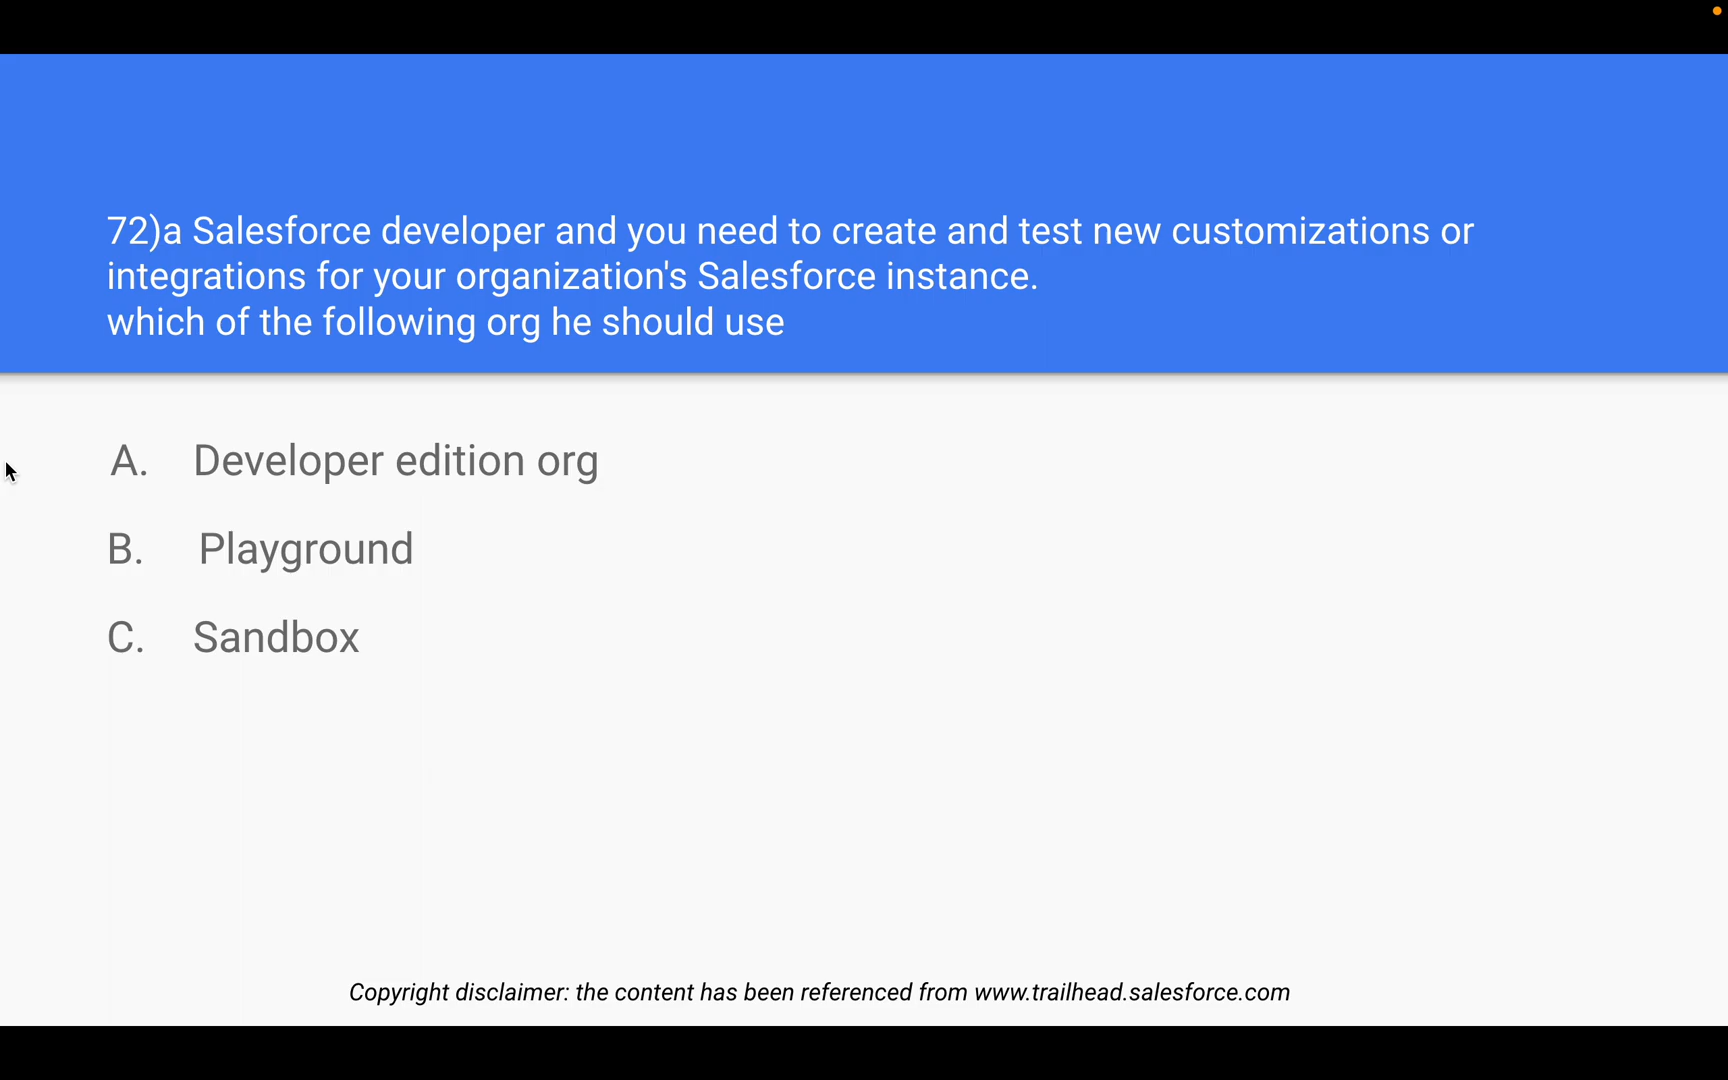 72)a Salesforce developer and you need to create and test new customizations or
integrations for your organization's Salesforce instance.
which of the following org he should use
A. Developer edition org
B. Playground
C. Sandbox
Copyright disclaimer: the content has been referenced from www.trailhead.salesforce.com